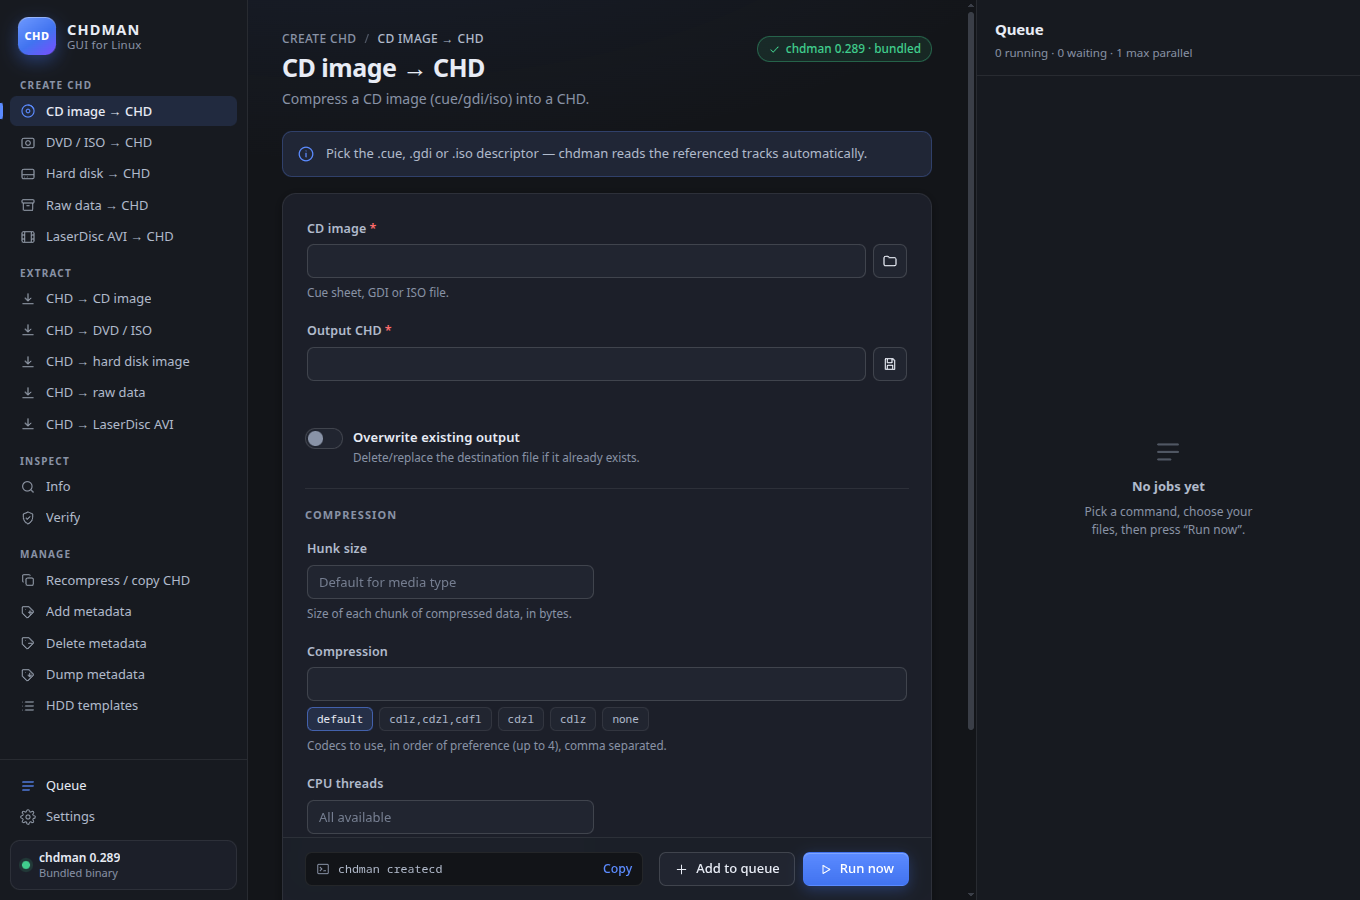 CHD
CHDMAN
GUI for Linux
CREATE CHD
CD image → CHD
DVD / ISO → CHD
Hard disk → CHD
Raw data → CHD
LaserDisc AVI → CHD
EXTRACT
CHD → CD image
CHD → DVD / ISO
CHD → hard disk image
CHD → raw data
CHD → LaserDisc AVI
INSPECT
Info
Verify
MANAGE
Recompress / copy CHD
Add metadata
Delete metadata
Dump metadata
HDD templates
Queue
Settings
chdman 0.289
Bundled binary
CREATE CHD / CD IMAGE → CHD
CD image → CHD
Compress a CD image (cue/gdi/iso) into a CHD.
chdman 0.289 · bundled
Pick the .cue, .gdi or .iso descriptor — chdman reads the referenced tracks automatically.
CD image *
Cue sheet, GDI or ISO file.
Output CHD *
Overwrite existing output
Delete/replace the destination file if it already exists.
COMPRESSION
Hunk size
Default for media type
Size of each chunk of compressed data, in bytes.
Compression
default cdlz,cdzl,cdfl cdzl cdlz none
Codecs to use, in order of preference (up to 4), comma separated.
CPU threads
All available
chdman createcd Copy
Add to queue
Run now
Queue
0 running · 0 waiting · 1 max parallel
No jobs yet
Pick a command, choose your
files, then press “Run now”.